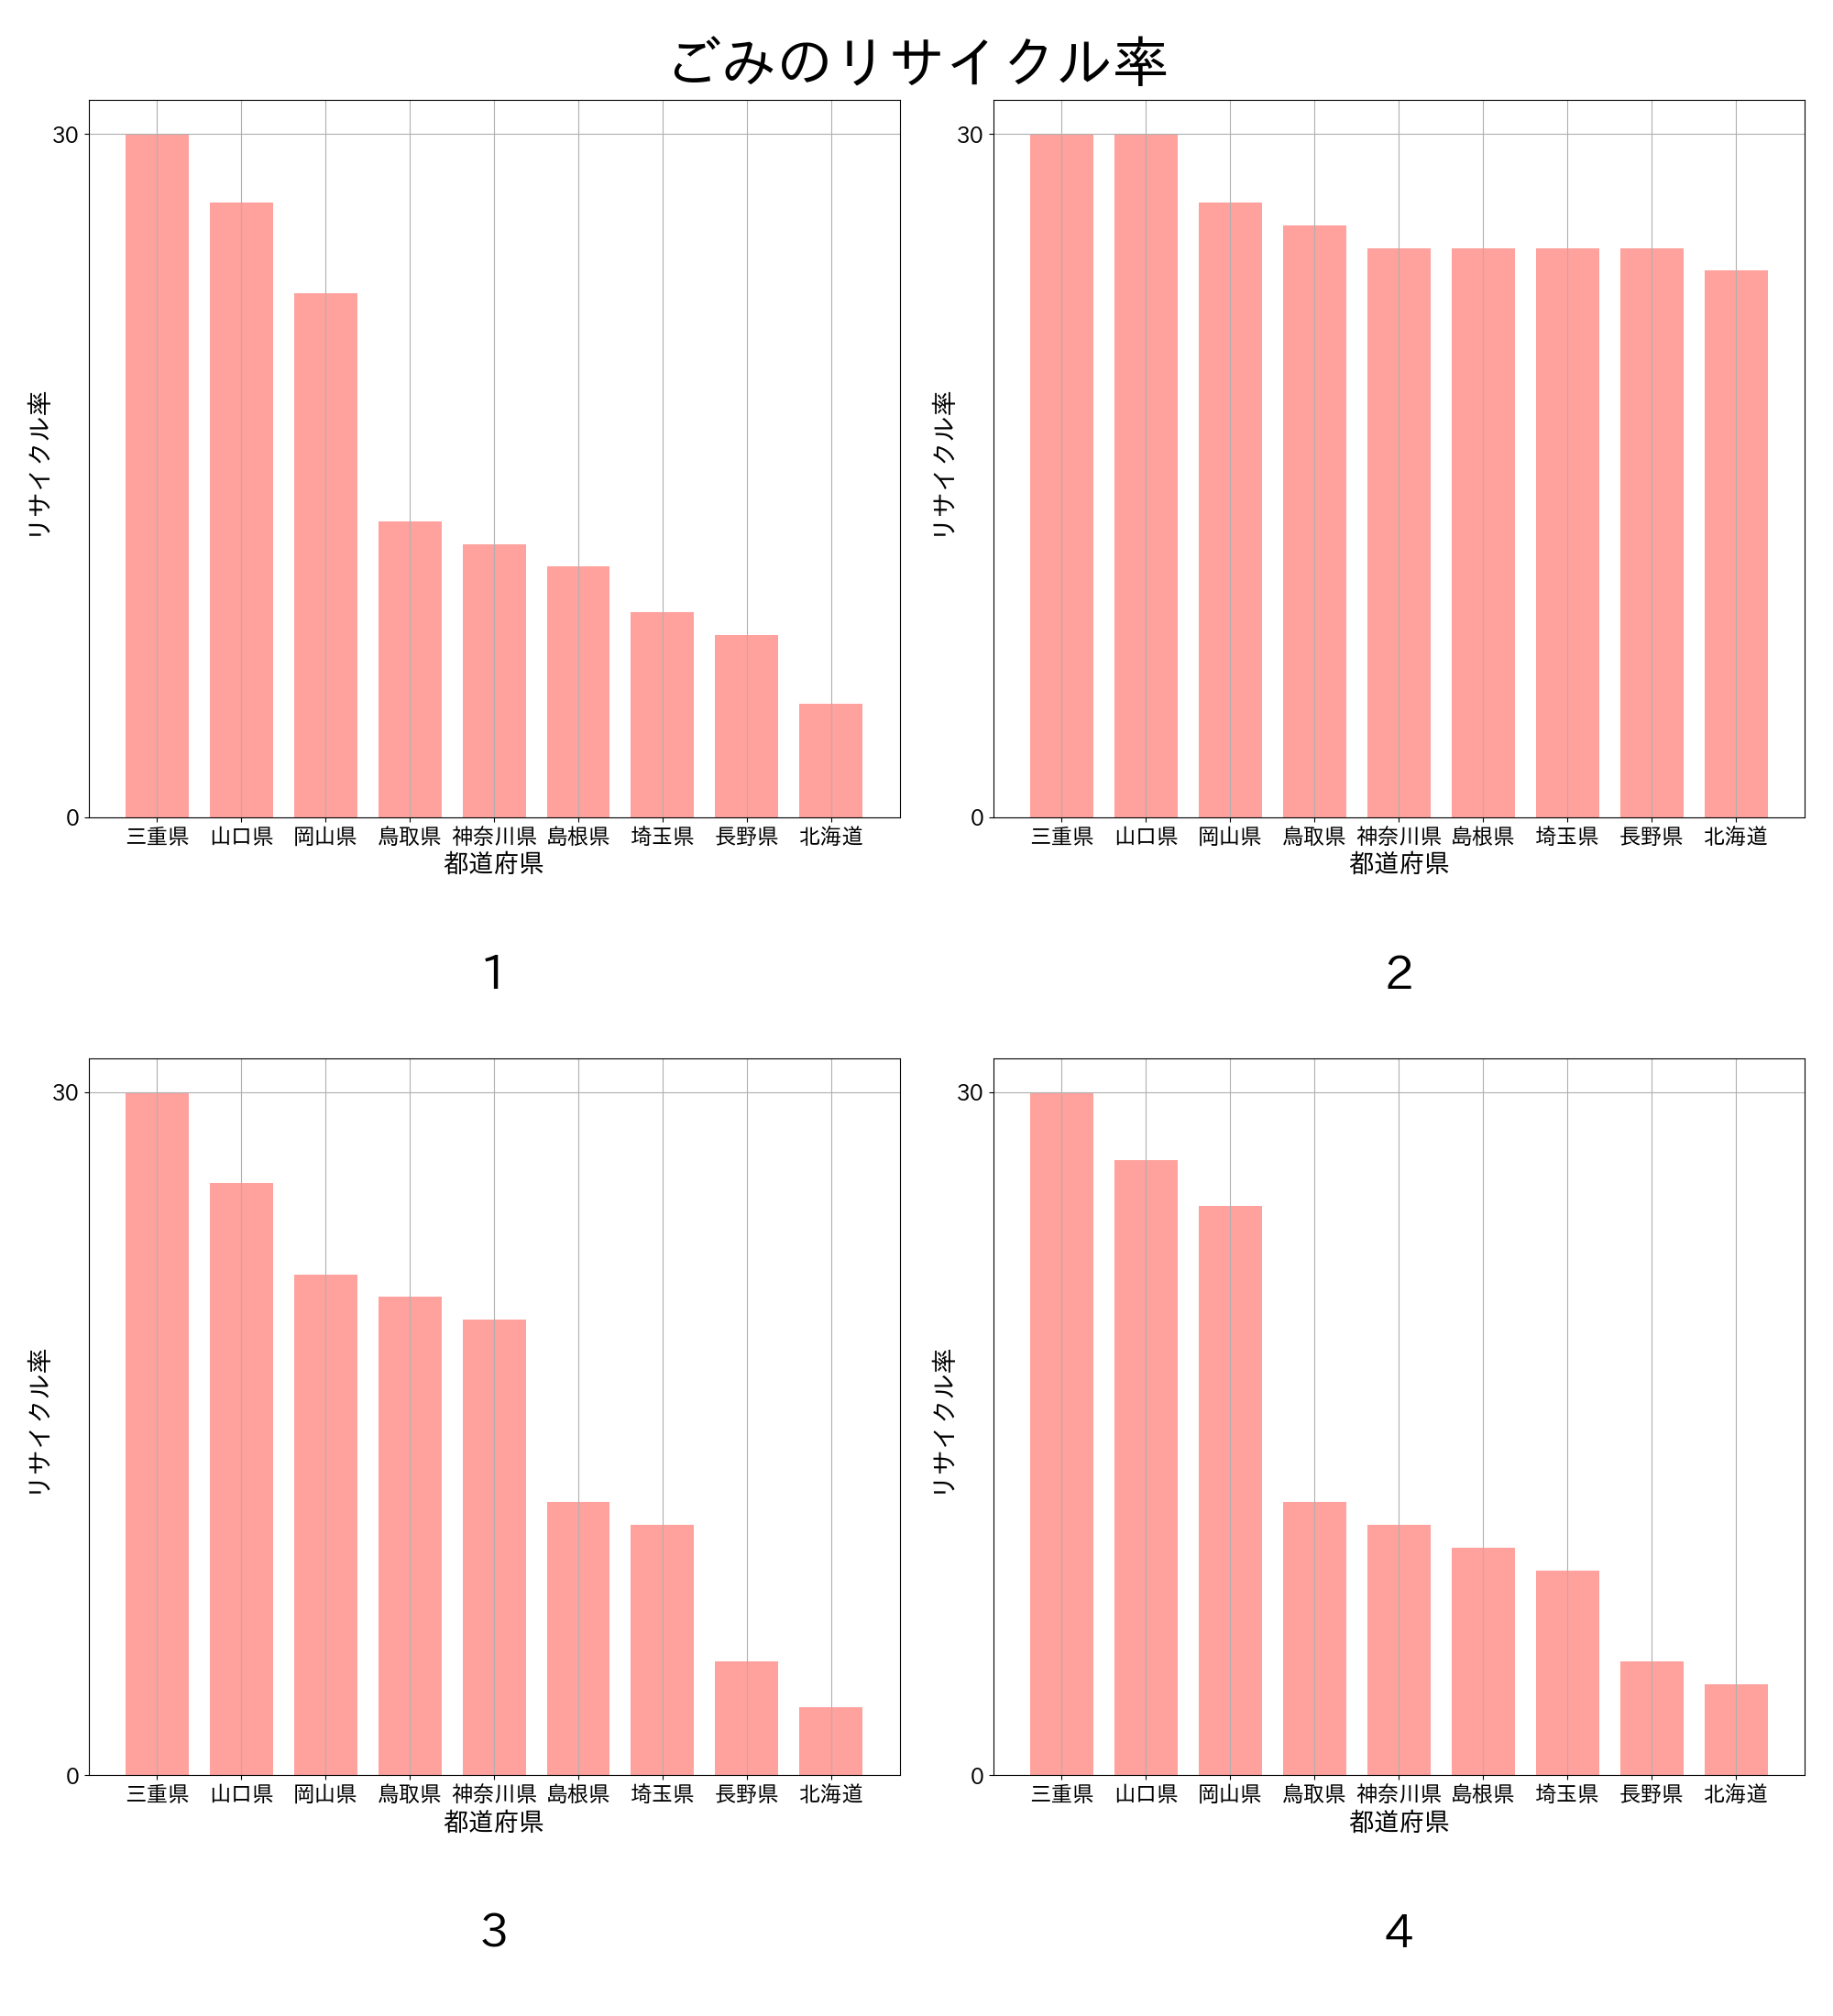 ごみのリサイクル率
30
0
リサイクル率
三重県 山口県 岡山県 鳥取県 神奈川県 島根県 埼玉県 長野県 北海道
都道府県
1
30
0
リサイクル率
三重県 山口県 岡山県 鳥取県 神奈川県 島根県 埼玉県 長野県 北海道
都道府県
2
30
0
リサイクル率
三重県 山口県 岡山県 鳥取県 神奈川県 島根県 埼玉県 長野県 北海道
都道府県
3
30
0
リサイクル率
三重県 山口県 岡山県 鳥取県 神奈川県 島根県 埼玉県 長野県 北海道
都道府県
4